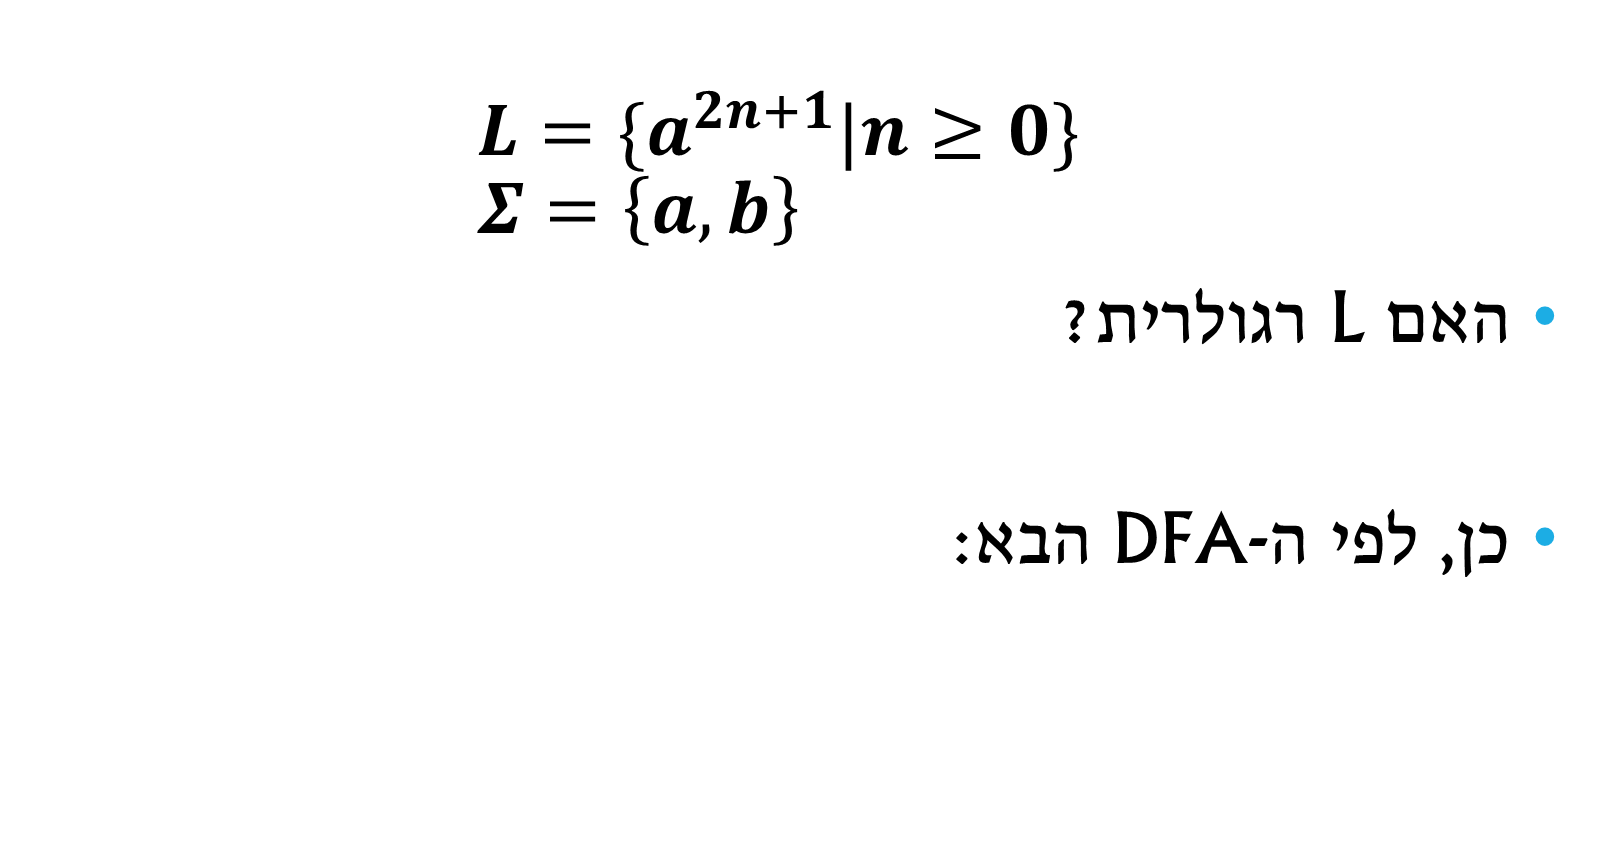 L = {a^{2n+1}|n ≥ 0}
Σ = {a, b}
• האם L רגולרית?
• כן, לפי ה-DFA הבא: